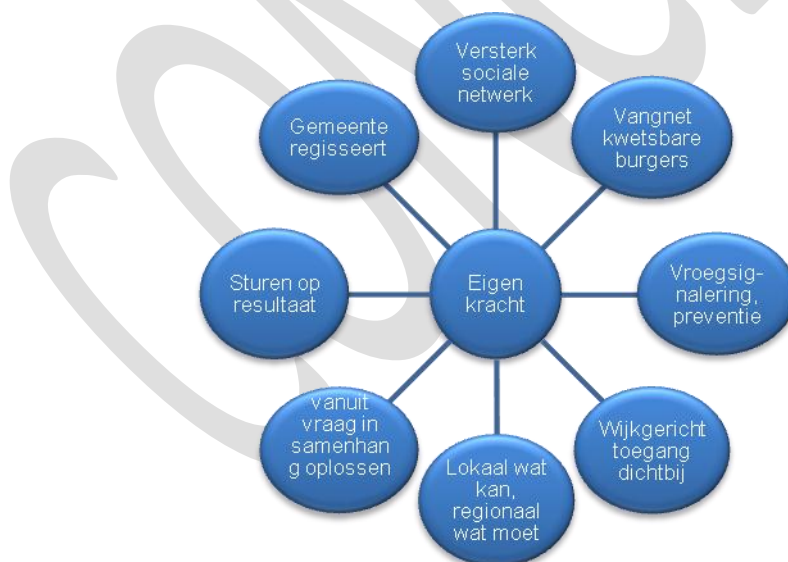 Versterk
sociale
netwerk
Vangnet
kwetsbare
burgers
Vroegsig-
nalering,
preventie
Wijkgericht
toegang
dichtbij
Lokaal wat
kan,
regionaal
wat moet
vanuit
vraag in
samenhan
g oplossen
Sturen op
resultaat
Gemeente
regisseert
Eigen
kracht